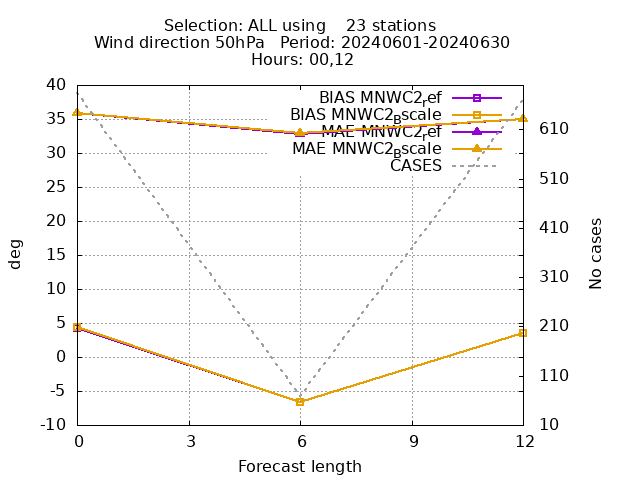 Selection: ALL using    23 stations
Wind direction 50hPa   Period: 20240601-20240630
Hours: 00,12
BIAS MNWC2_ref
BIAS MNWC2_Bscale
MAE MNWC2_ref
MAE MNWC2_Bscale
CASES
40
35
30
25
20
15
10
5
0
-5
-10
deg
610
510
410
310
210
110
10
No cases
0 3 6 9 12
Forecast length